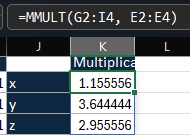 =MMULT(G2:I4, E2:E4)
J K L
Multiplica
x 1.155556
y 3.644444
z 2.955556